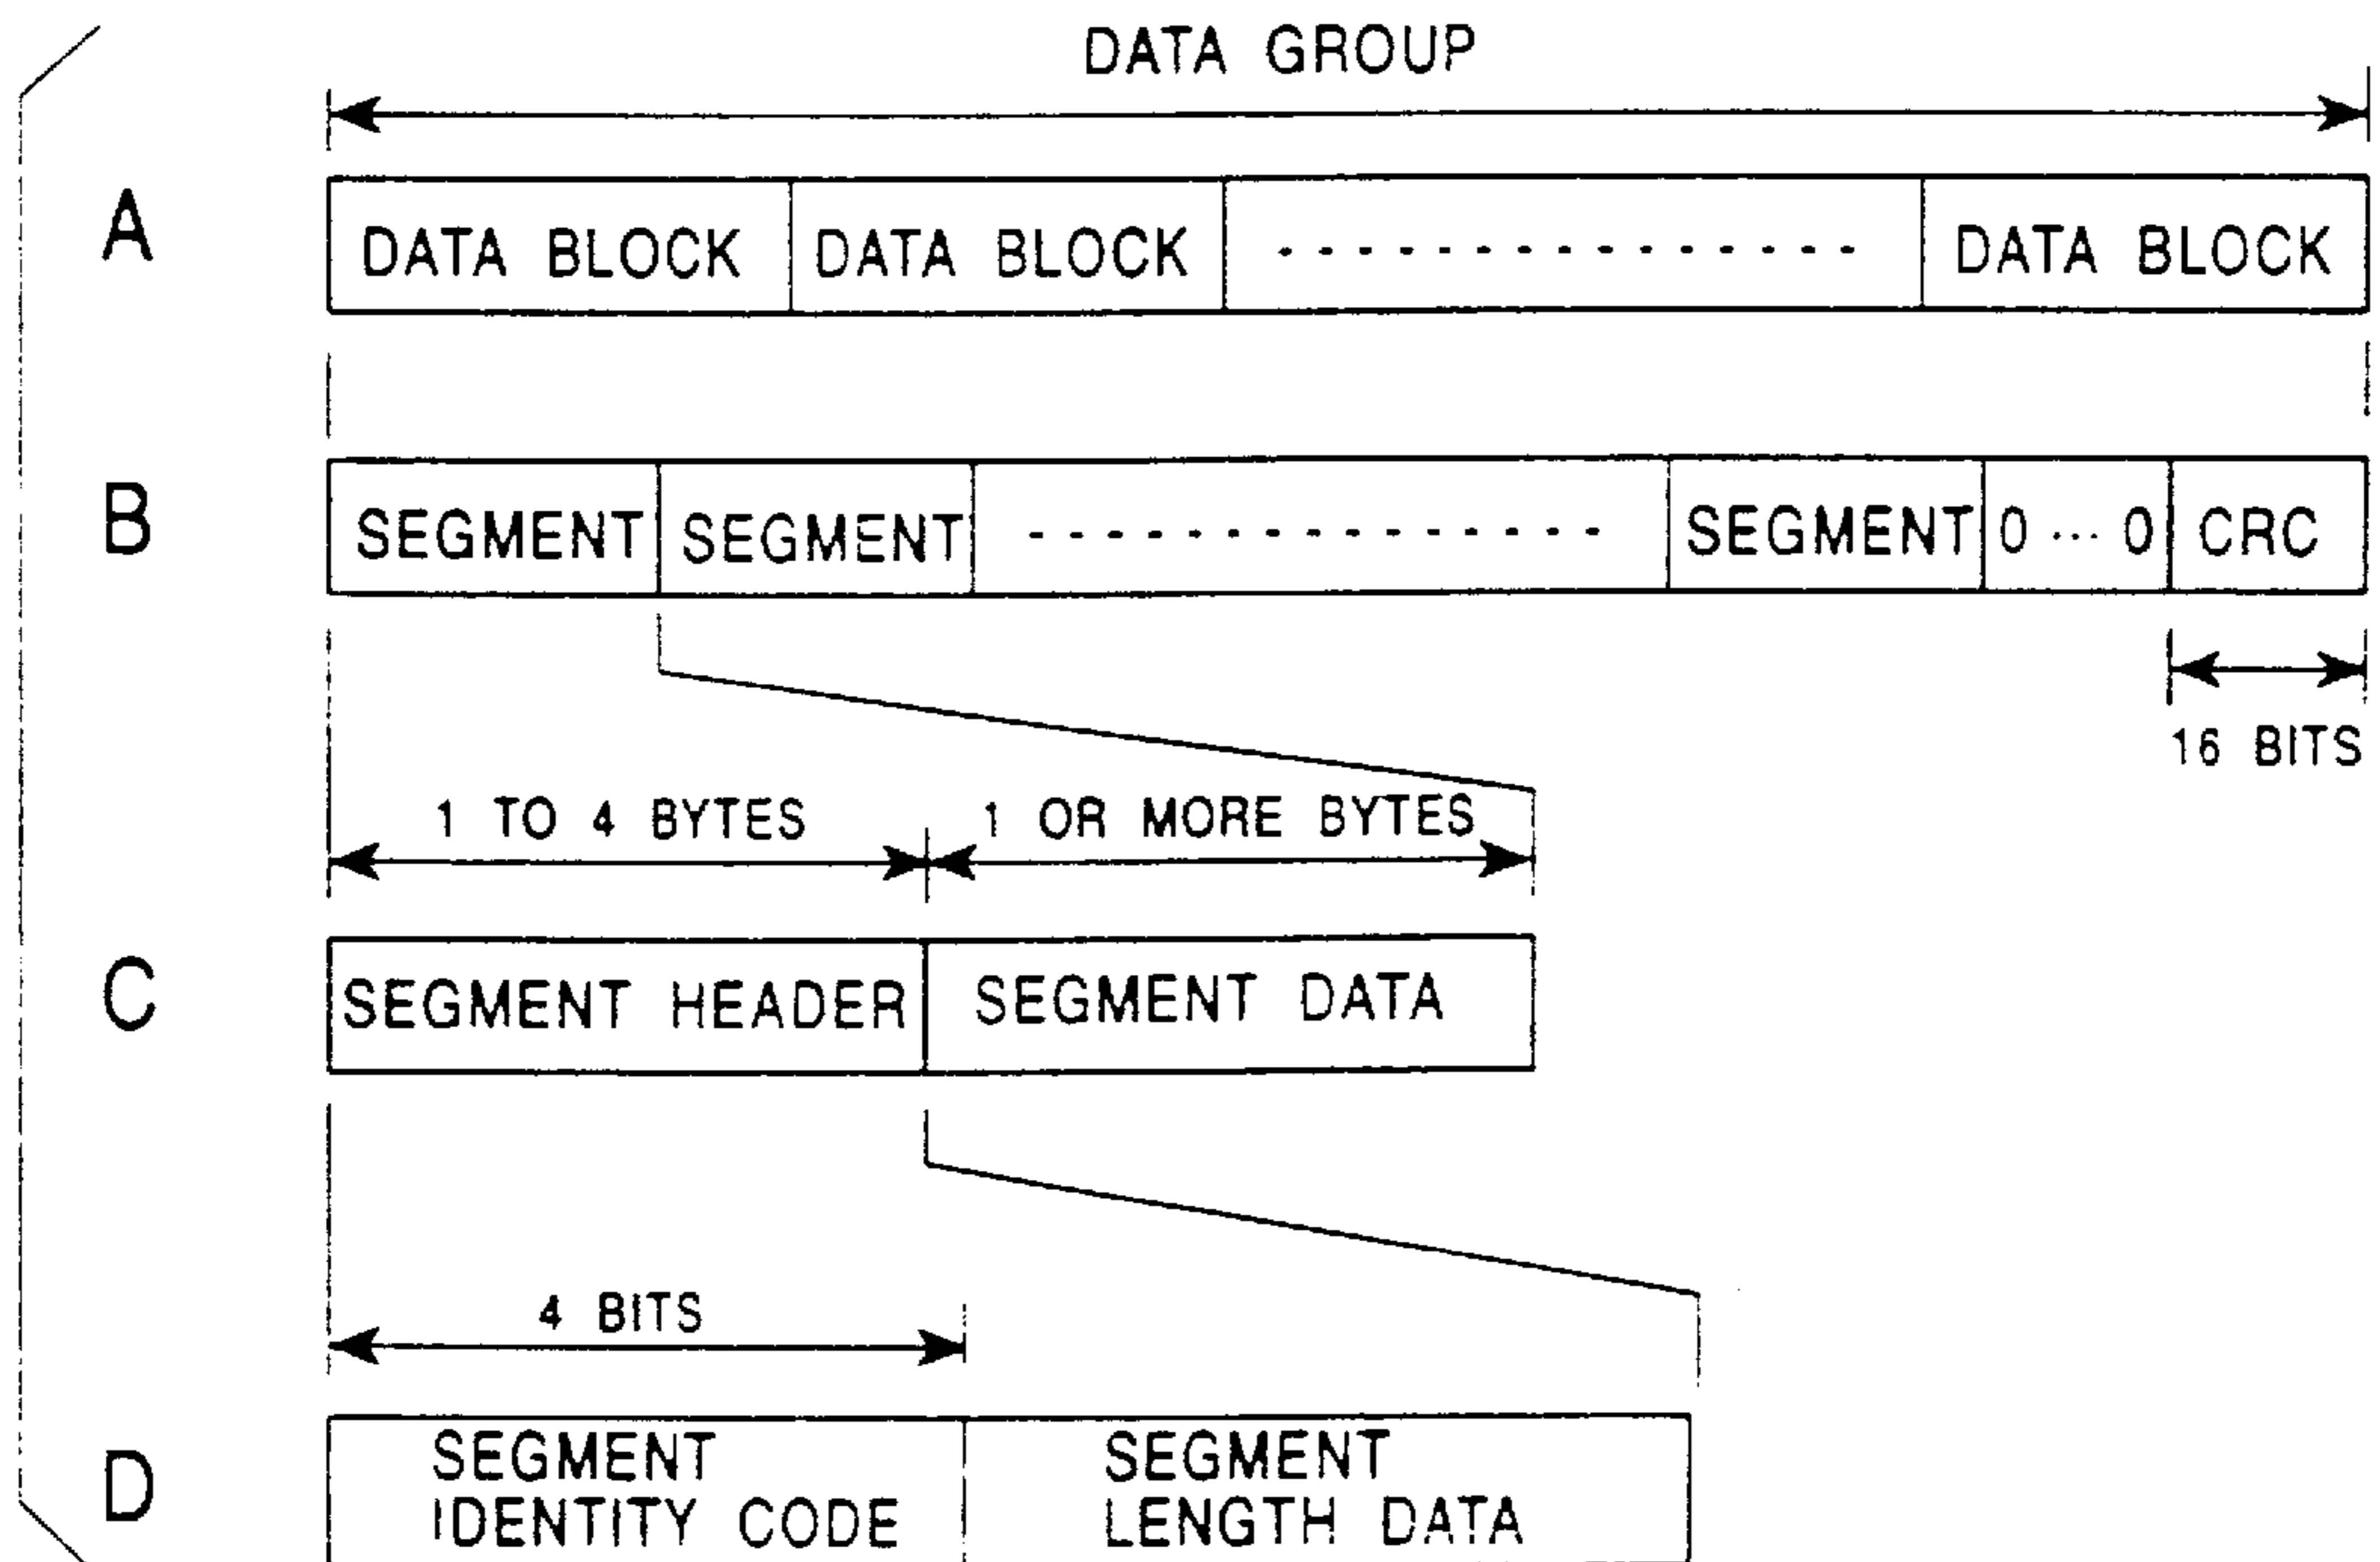 DATA GROUP
A
DATA BLOCK DATA BLOCK --------------- DATA BLOCK
B
SEGMENT SEGMENT --------------- SEGMENT 0 ... 0 CRC
16 BITS
1 TO 4 BYTES 1 OR MORE BYTES
C
SEGMENT HEADER SEGMENT DATA
4 BITS
D
SEGMENT IDENTITY CODE
SEGMENT LENGTH DATA